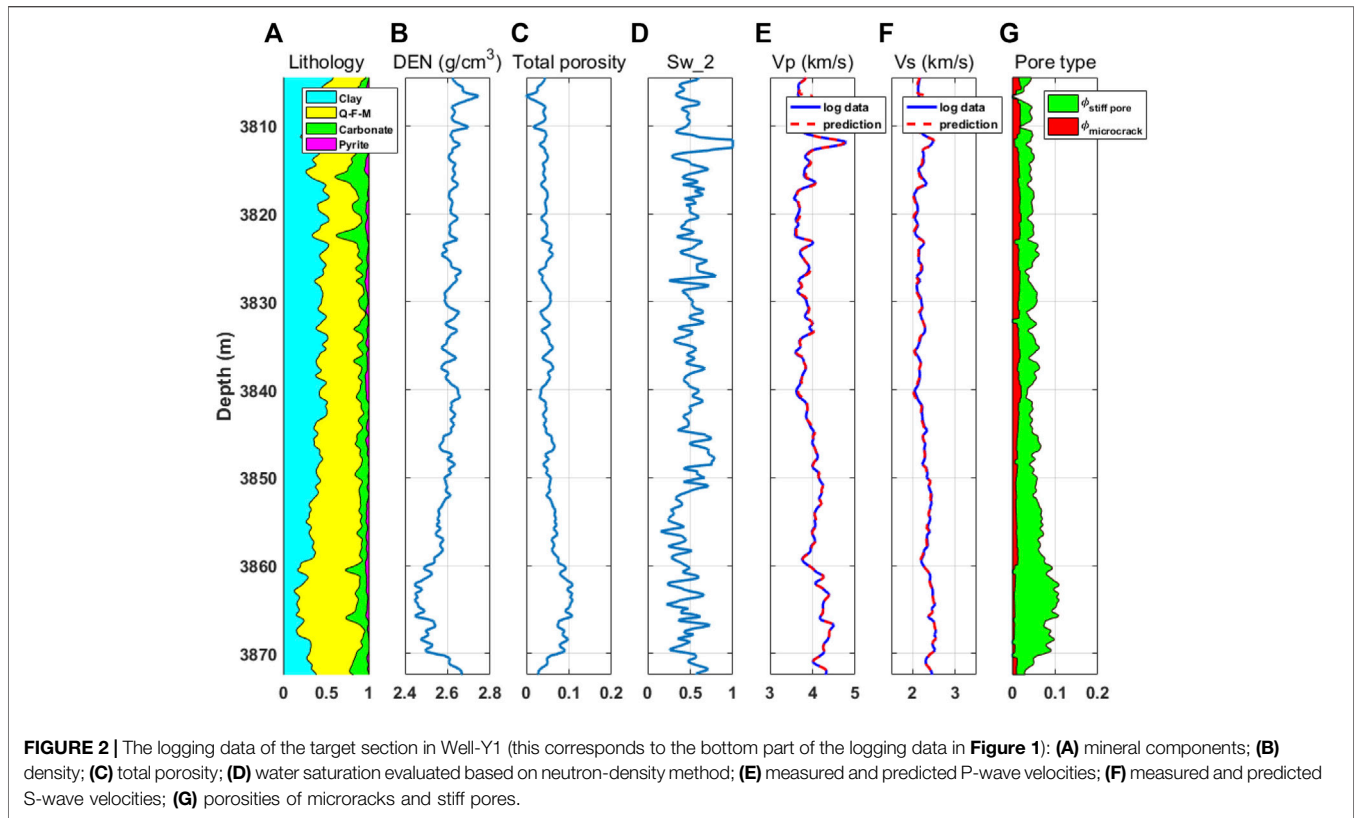 A B C D E F G
Lithology DEN (g/cm³) Total porosity Sw_2 Vp (km/s) Vs (km/s) Pore type
Clay
Q-F-M
Carbonate
Pyrite
log data
prediction
log data
prediction
ϕstiff pore
ϕmicrocrack
Depth (m)
3810
3820
3830
3840
3850
3860
3870
0 0.5 1 2.4 2.6 2.8 0 0.1 0.2 0 0.5 1 3 4 5 2 3 0 0.1 0.2
FIGURE 2 | The logging data of the target section in Well-Y1 (this corresponds to the bottom part of the logging data in Figure 1): (A) mineral components; (B)
density; (C) total porosity; (D) water saturation evaluated based on neutron-density method; (E) measured and predicted P-wave velocities; (F) measured and predicted
S-wave velocities; (G) porosities of microracks and stiff pores.